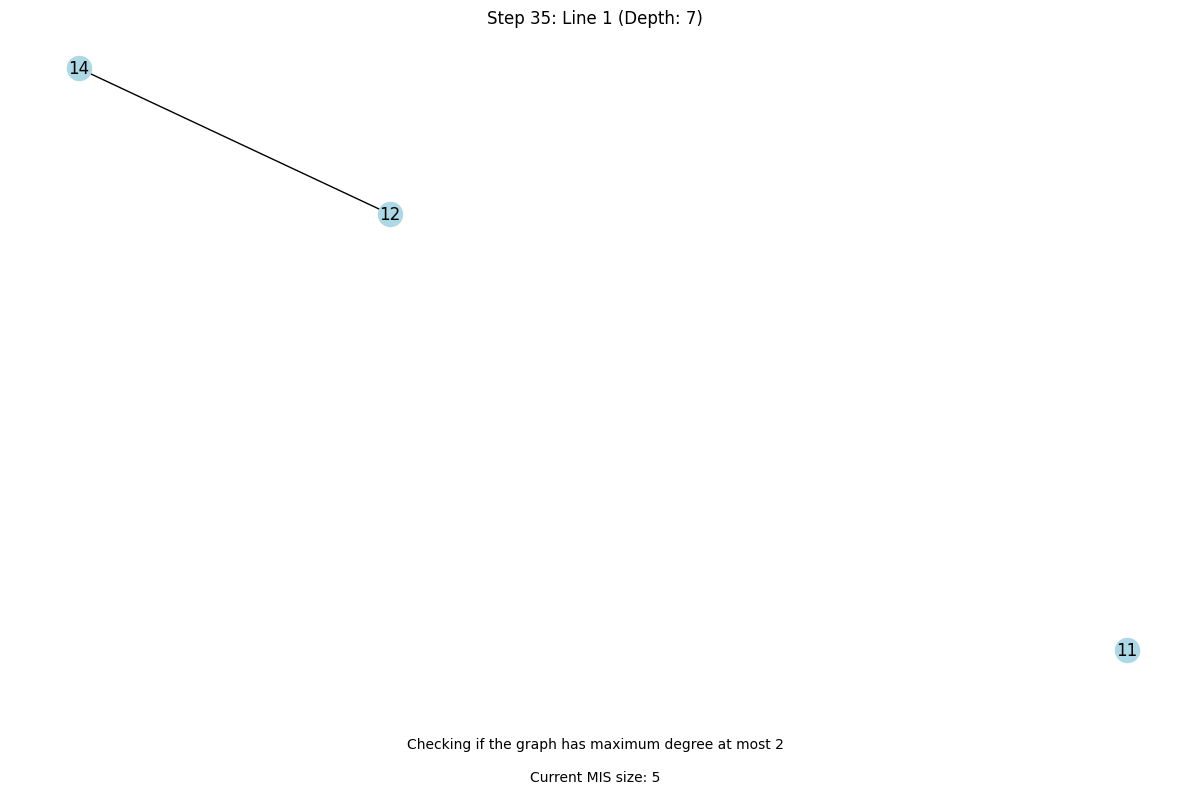 Step 35: Line 1 (Depth: 7)
14
12
11
Checking if the graph has maximum degree at most 2
Current MIS size: 5